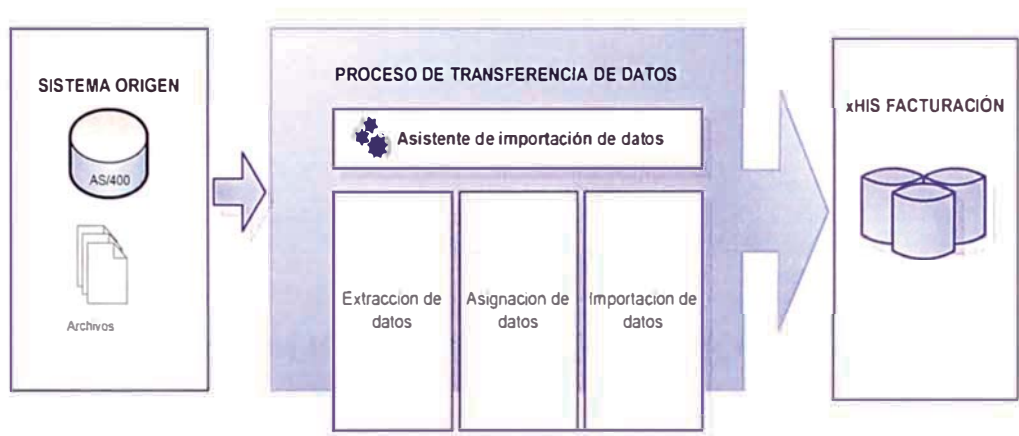 SISTEMA ORIGEN
AS/400
Archivos
PROCESO DE TRANSFERENCIA DE DATOS
Asistente de importación de datos
Extraccion de
datos
Asignacion de
datos
Importacion de
datos
xHIS FACTURACIÓN